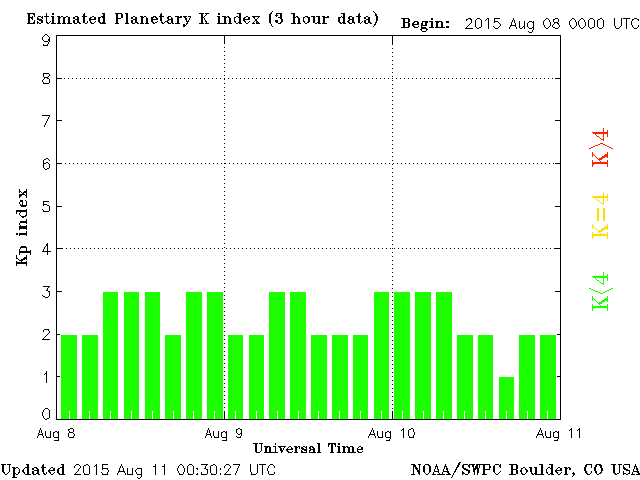 Estimated Planetary K index (3 hour data) Begin: 2015 Aug 08 0000 UTC
9
8
7
6
5
4
3
2
1
0
Kp index
K>4
K=4
K<4
Aug 8 Aug 9 Aug 10 Aug 11
Universal Time
Updated 2015 Aug 11 00:30:27 UTC NOAA/SWPC Boulder, CO USA